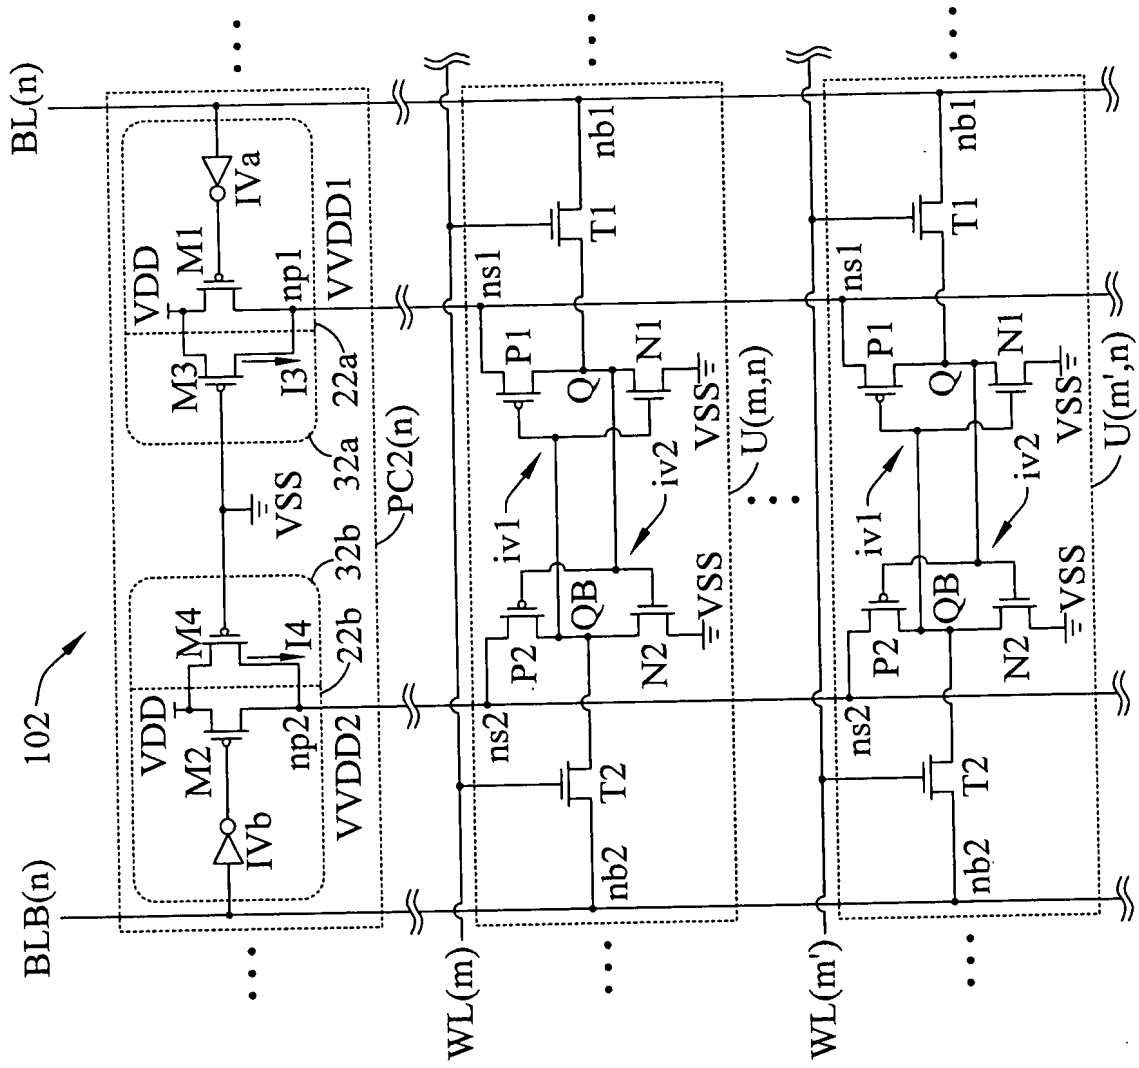 102
BLB(n)
BL(n)
VDD
M2
IVb
M4
I4
np2
VVDD2
22b
32b
VSS
PC2(n)
32a
22a
M3
I3
VDD
M1
IVa
np1
VVDD1
WL(m)
ns2
P2
QB
N2
VSS
T2
nb2
iv1
iv2
ns1
P1
Q
N1
VSS
T1
nb1
U(m,n)
WL(m')
ns2
P2
QB
N2
VSS
T2
nb2
iv1
iv2
ns1
P1
Q
N1
VSS
T1
nb1
U(m',n)